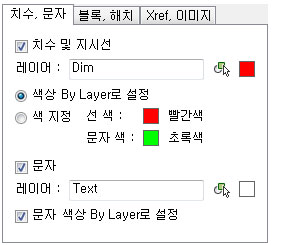 치수, 문자 블록, 해치 Xref, 이미지
치수 및 지시선
레이어 : Dim
색상 By Layer로 설정
색 지정 선 색 : 빨간색
문자 색 : 초록색
문자
레이어 : Text
문자 색상 By Layer로 설정